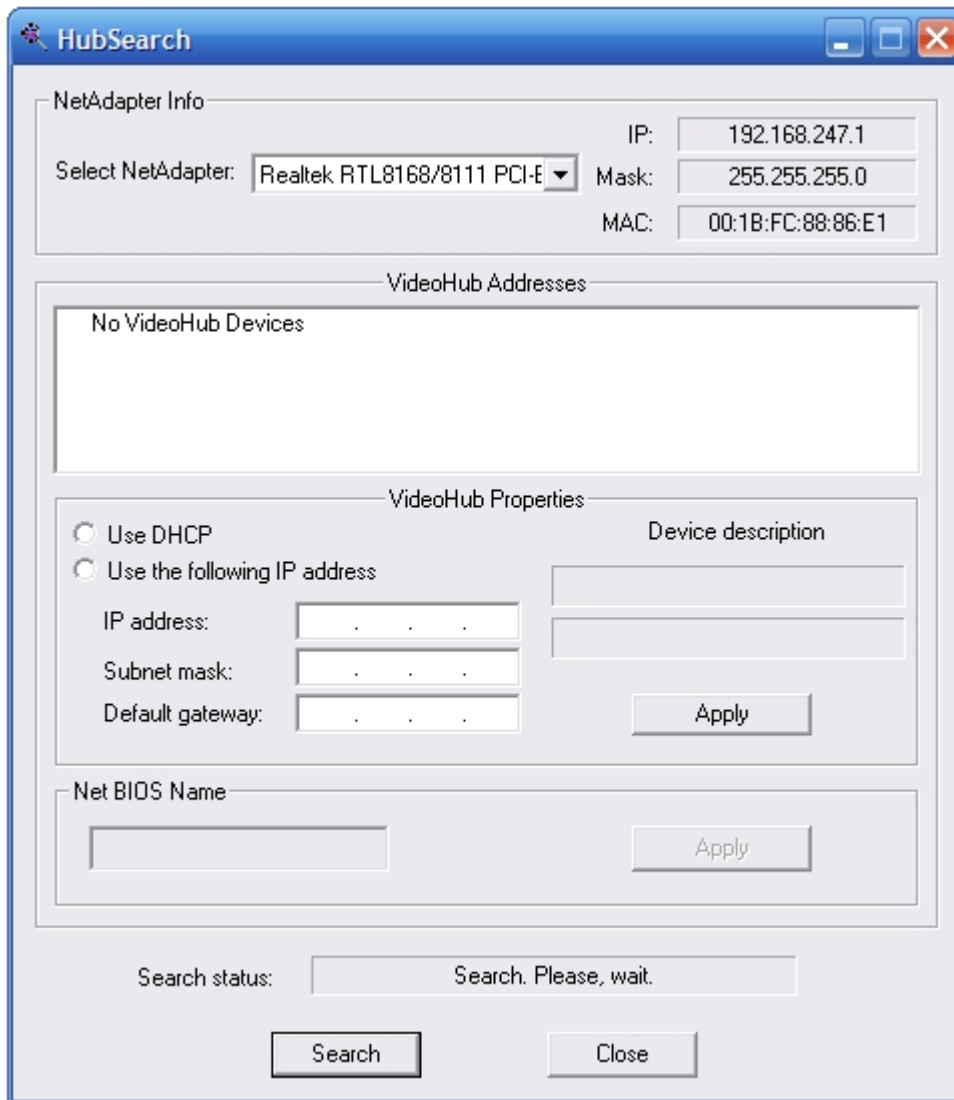 HubSearch
NetAdapter Info
Select NetAdapter: Realtek RTL8168/8111 PCI-E
IP: 192.168.247.1
Mask: 255.255.255.0
MAC: 00:1B:FC:88:86:E1
VideoHub Addresses
No VideoHub Devices
VideoHub Properties
Use DHCP
Use the following IP address
IP address: . . .
Subnet mask: . . .
Default gateway: . . .
Device description
Apply
Net BIOS Name
Apply
Search status: Search. Please, wait.
Search Close